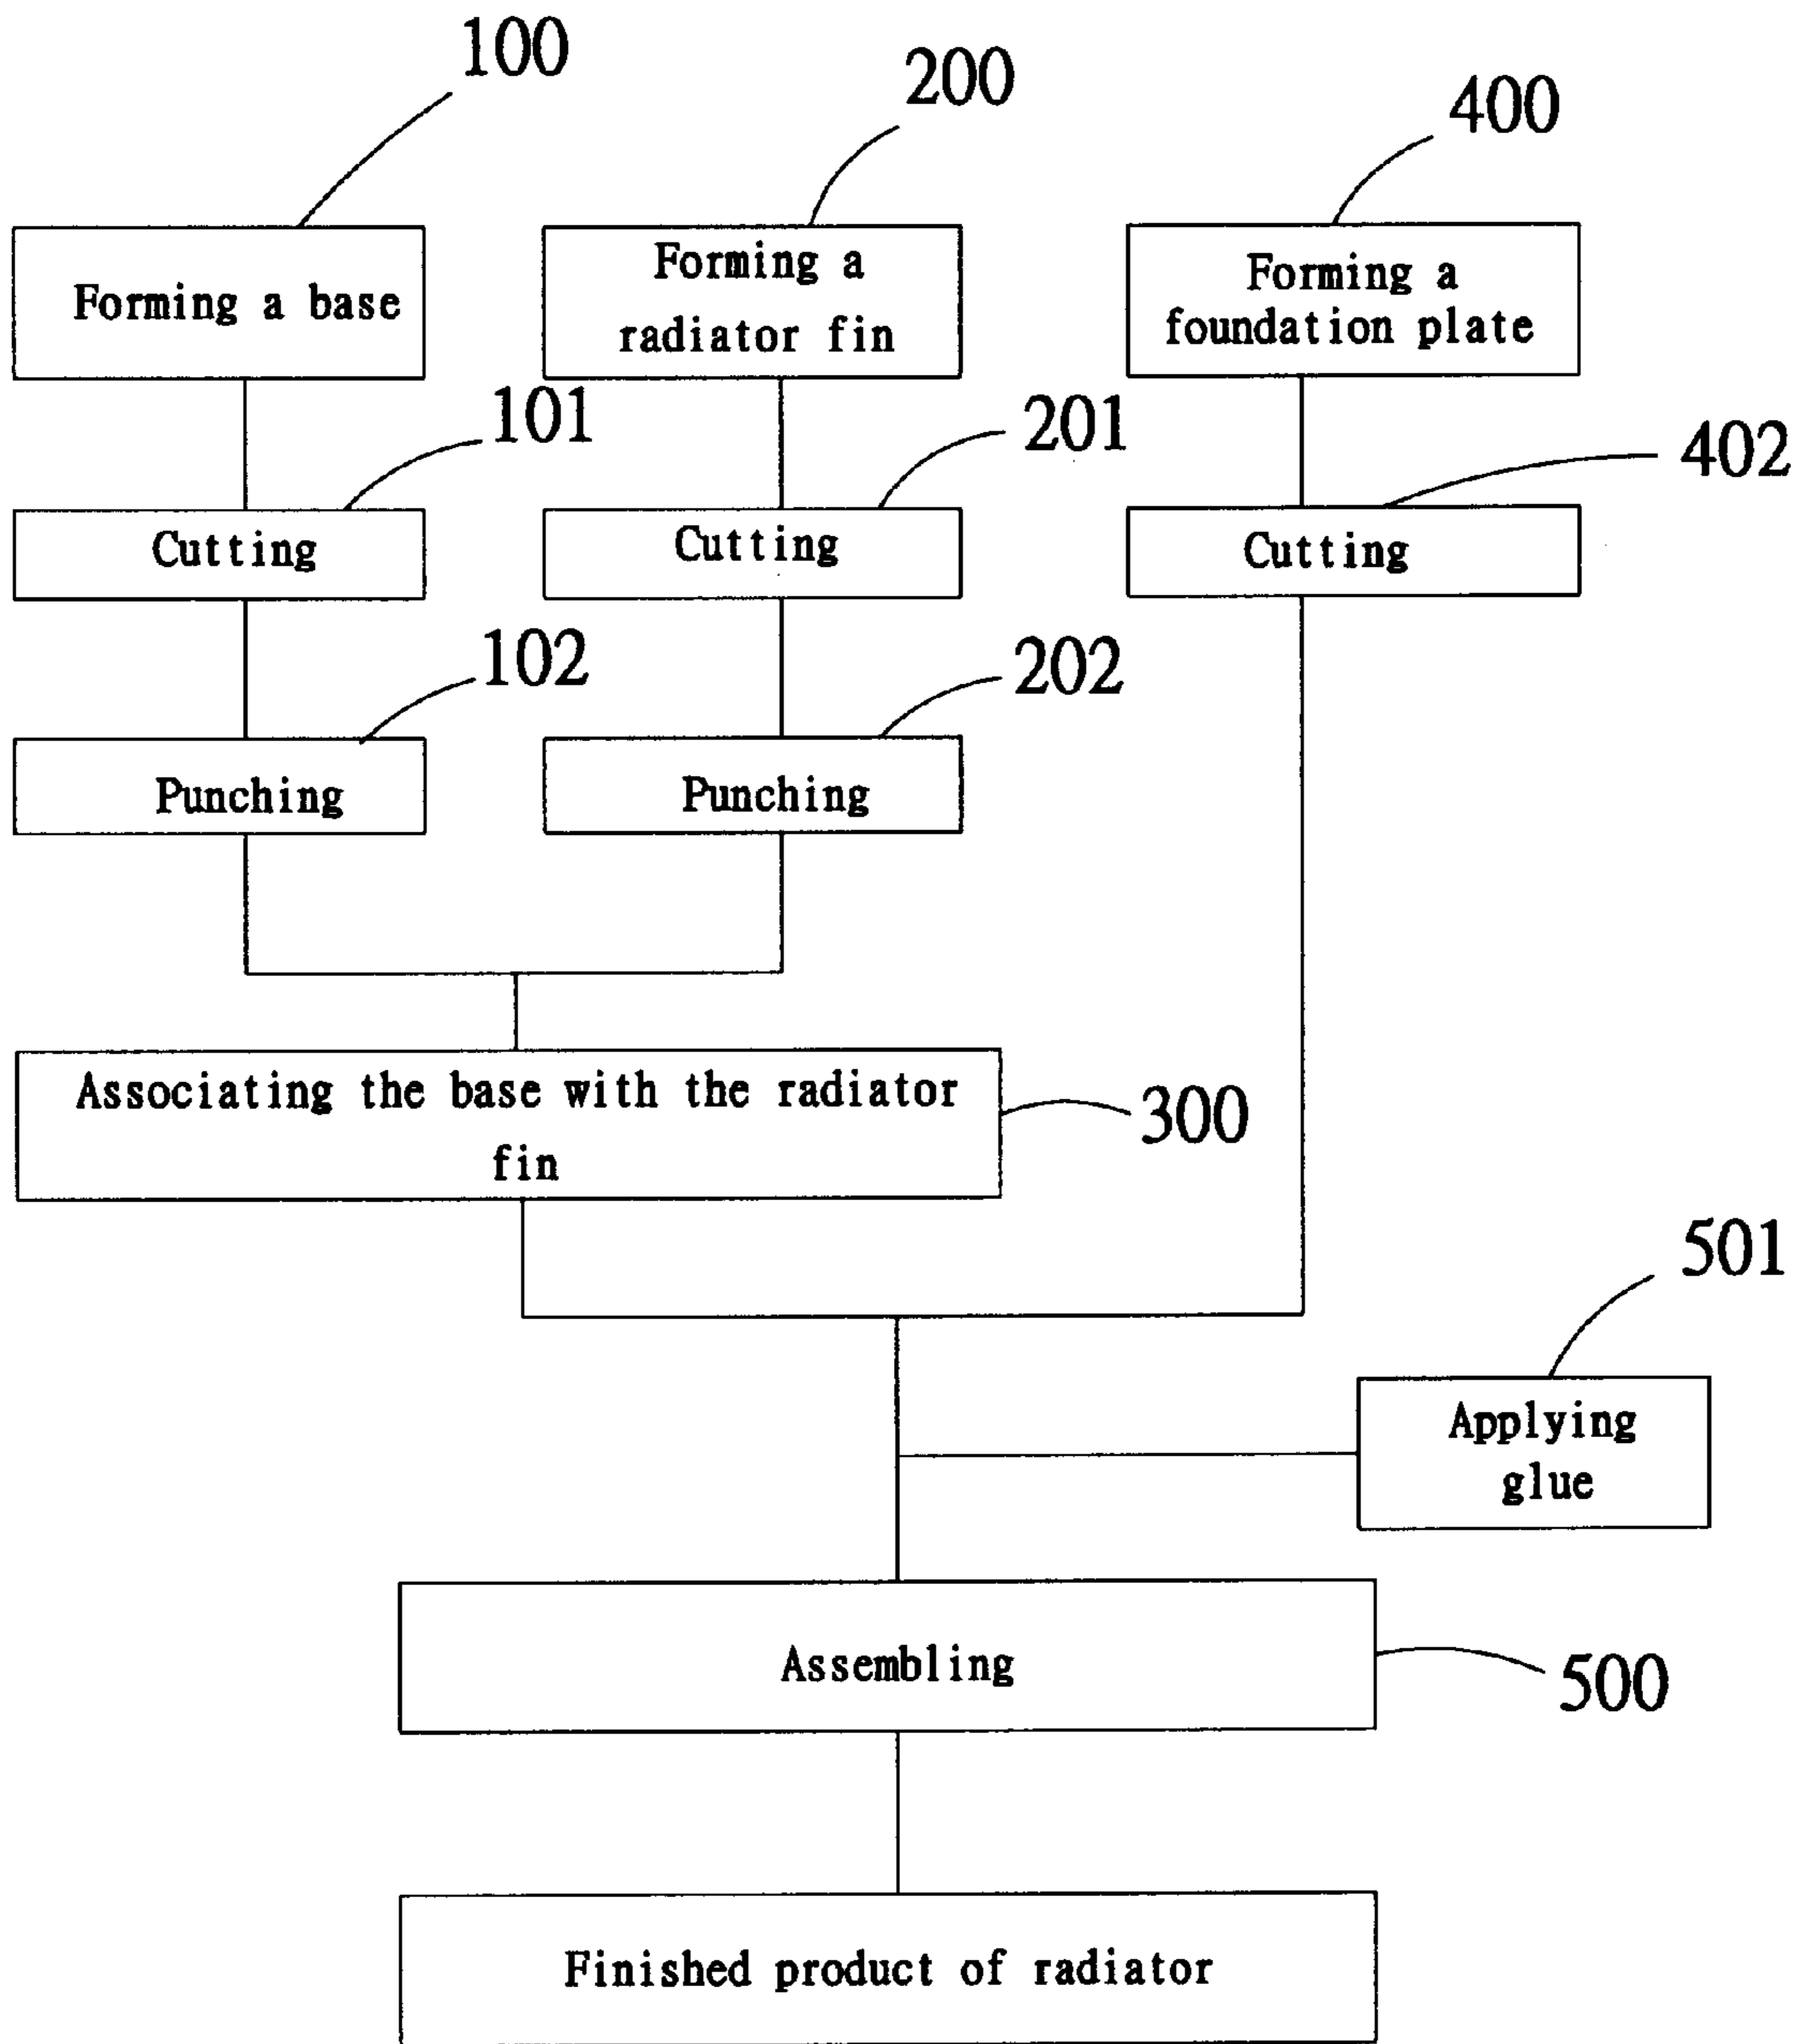 100
200
400
Forming a base
Forming a
radiator fin
Forming a
foundation plate
101
201
402
Cutting
Cutting
Cutting
102
202
Punching
Punching
Associating the base with the radiator
fin
300
501
Applying
glue
Assembling
500
Finished product of radiator